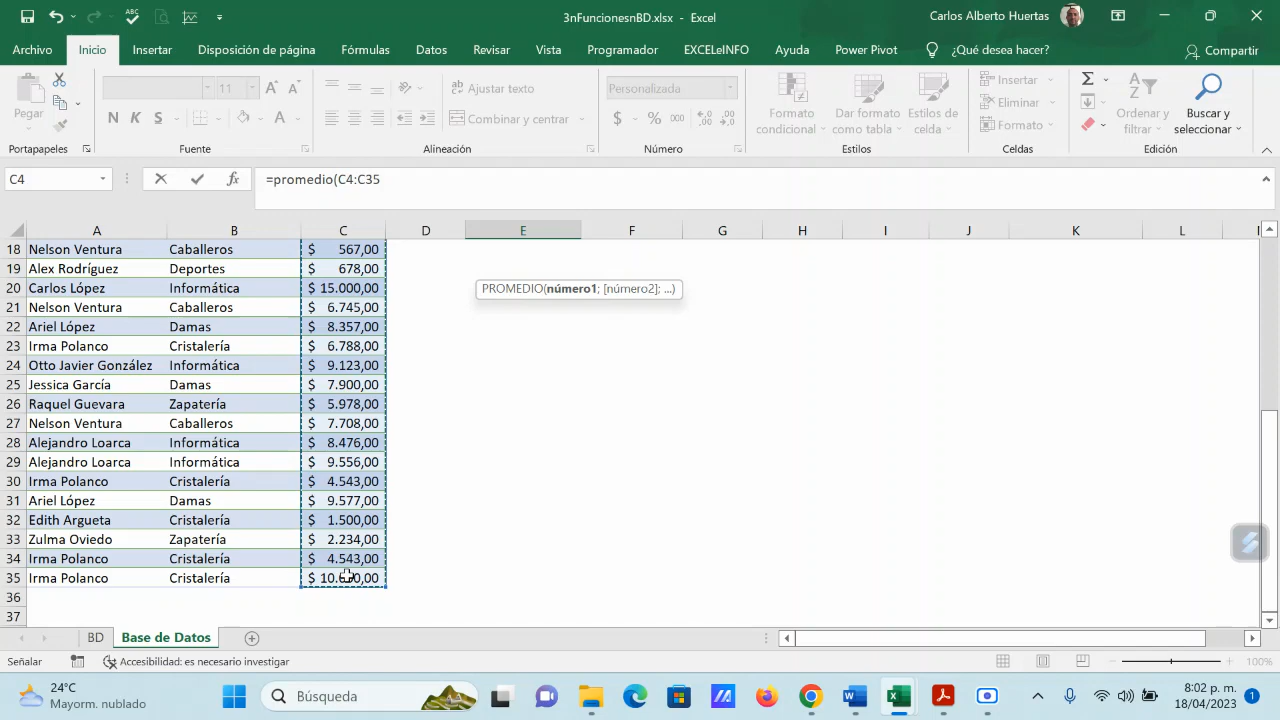 3nFuncionesnBD.xlsx - Excel
Carlos Alberto Huertas
Archivo Inicio Insertar Disposición de página Fórmulas Datos Revisar Vista Programador EXCELeINFO Ayuda Power Pivot ¿Qué desea hacer? Compartir
Pegar
11
Ajustar texto
Combinar y centrar
N K S
Personalizada
$ % 000
Formato condicional
Dar formato como tabla
Estilos de celda
Insertar
Eliminar
Formato
Ordenar y filtrar
Buscar y seleccionar
Portapapeles Fuente Alineación Número Estilos Celdas Edición
C4 fx =promedio(C4:C35
A B C D E F G H I J K L
18 Nelson Ventura Caballeros $ 567,00
19 Alex Rodríguez Deportes $ 678,00
20 Carlos López Informática $ 15.000,00
PROMEDIO(número1; [número2]; ...)
21 Nelson Ventura Caballeros $ 6.745,00
22 Ariel López Damas $ 8.357,00
23 Irma Polanco Cristalería $ 6.788,00
24 Otto Javier González Informática $ 9.123,00
25 Jessica García Damas $ 7.900,00
26 Raquel Guevara Zapatería $ 5.978,00
27 Nelson Ventura Caballeros $ 7.708,00
28 Alejandro Loarca Informática $ 8.476,00
29 Alejandro Loarca Informática $ 9.556,00
30 Irma Polanco Cristalería $ 4.543,00
31 Ariel López Damas $ 9.577,00
32 Edith Argueta Cristalería $ 1.500,00
33 Zulma Oviedo Zapatería $ 2.234,00
34 Irma Polanco Cristalería $ 4.543,00
35 Irma Polanco Cristalería $
36
37
BD Base de Datos
Señalar Accesibilidad: es necesario investigar 100%
24°C
Mayorm. nublado
Búsqueda
8:02 p. m.
18/04/2023
1